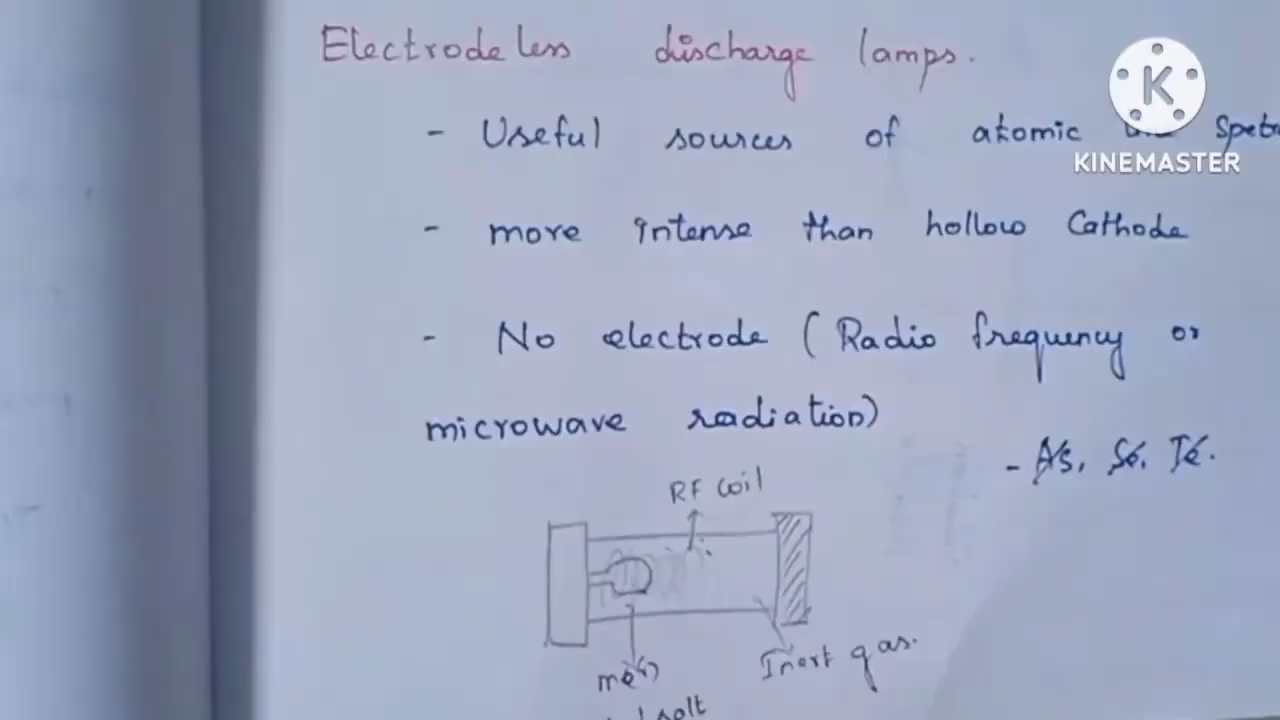 Electrodeless discharge lamps.
- Useful sources of atomic
KINEMASTER
- more intense than hollow Cathode
- No electrode (Radio frequency or
microwave radiation)
- As, Se, Te.
RF coil
Inert gas.
salt